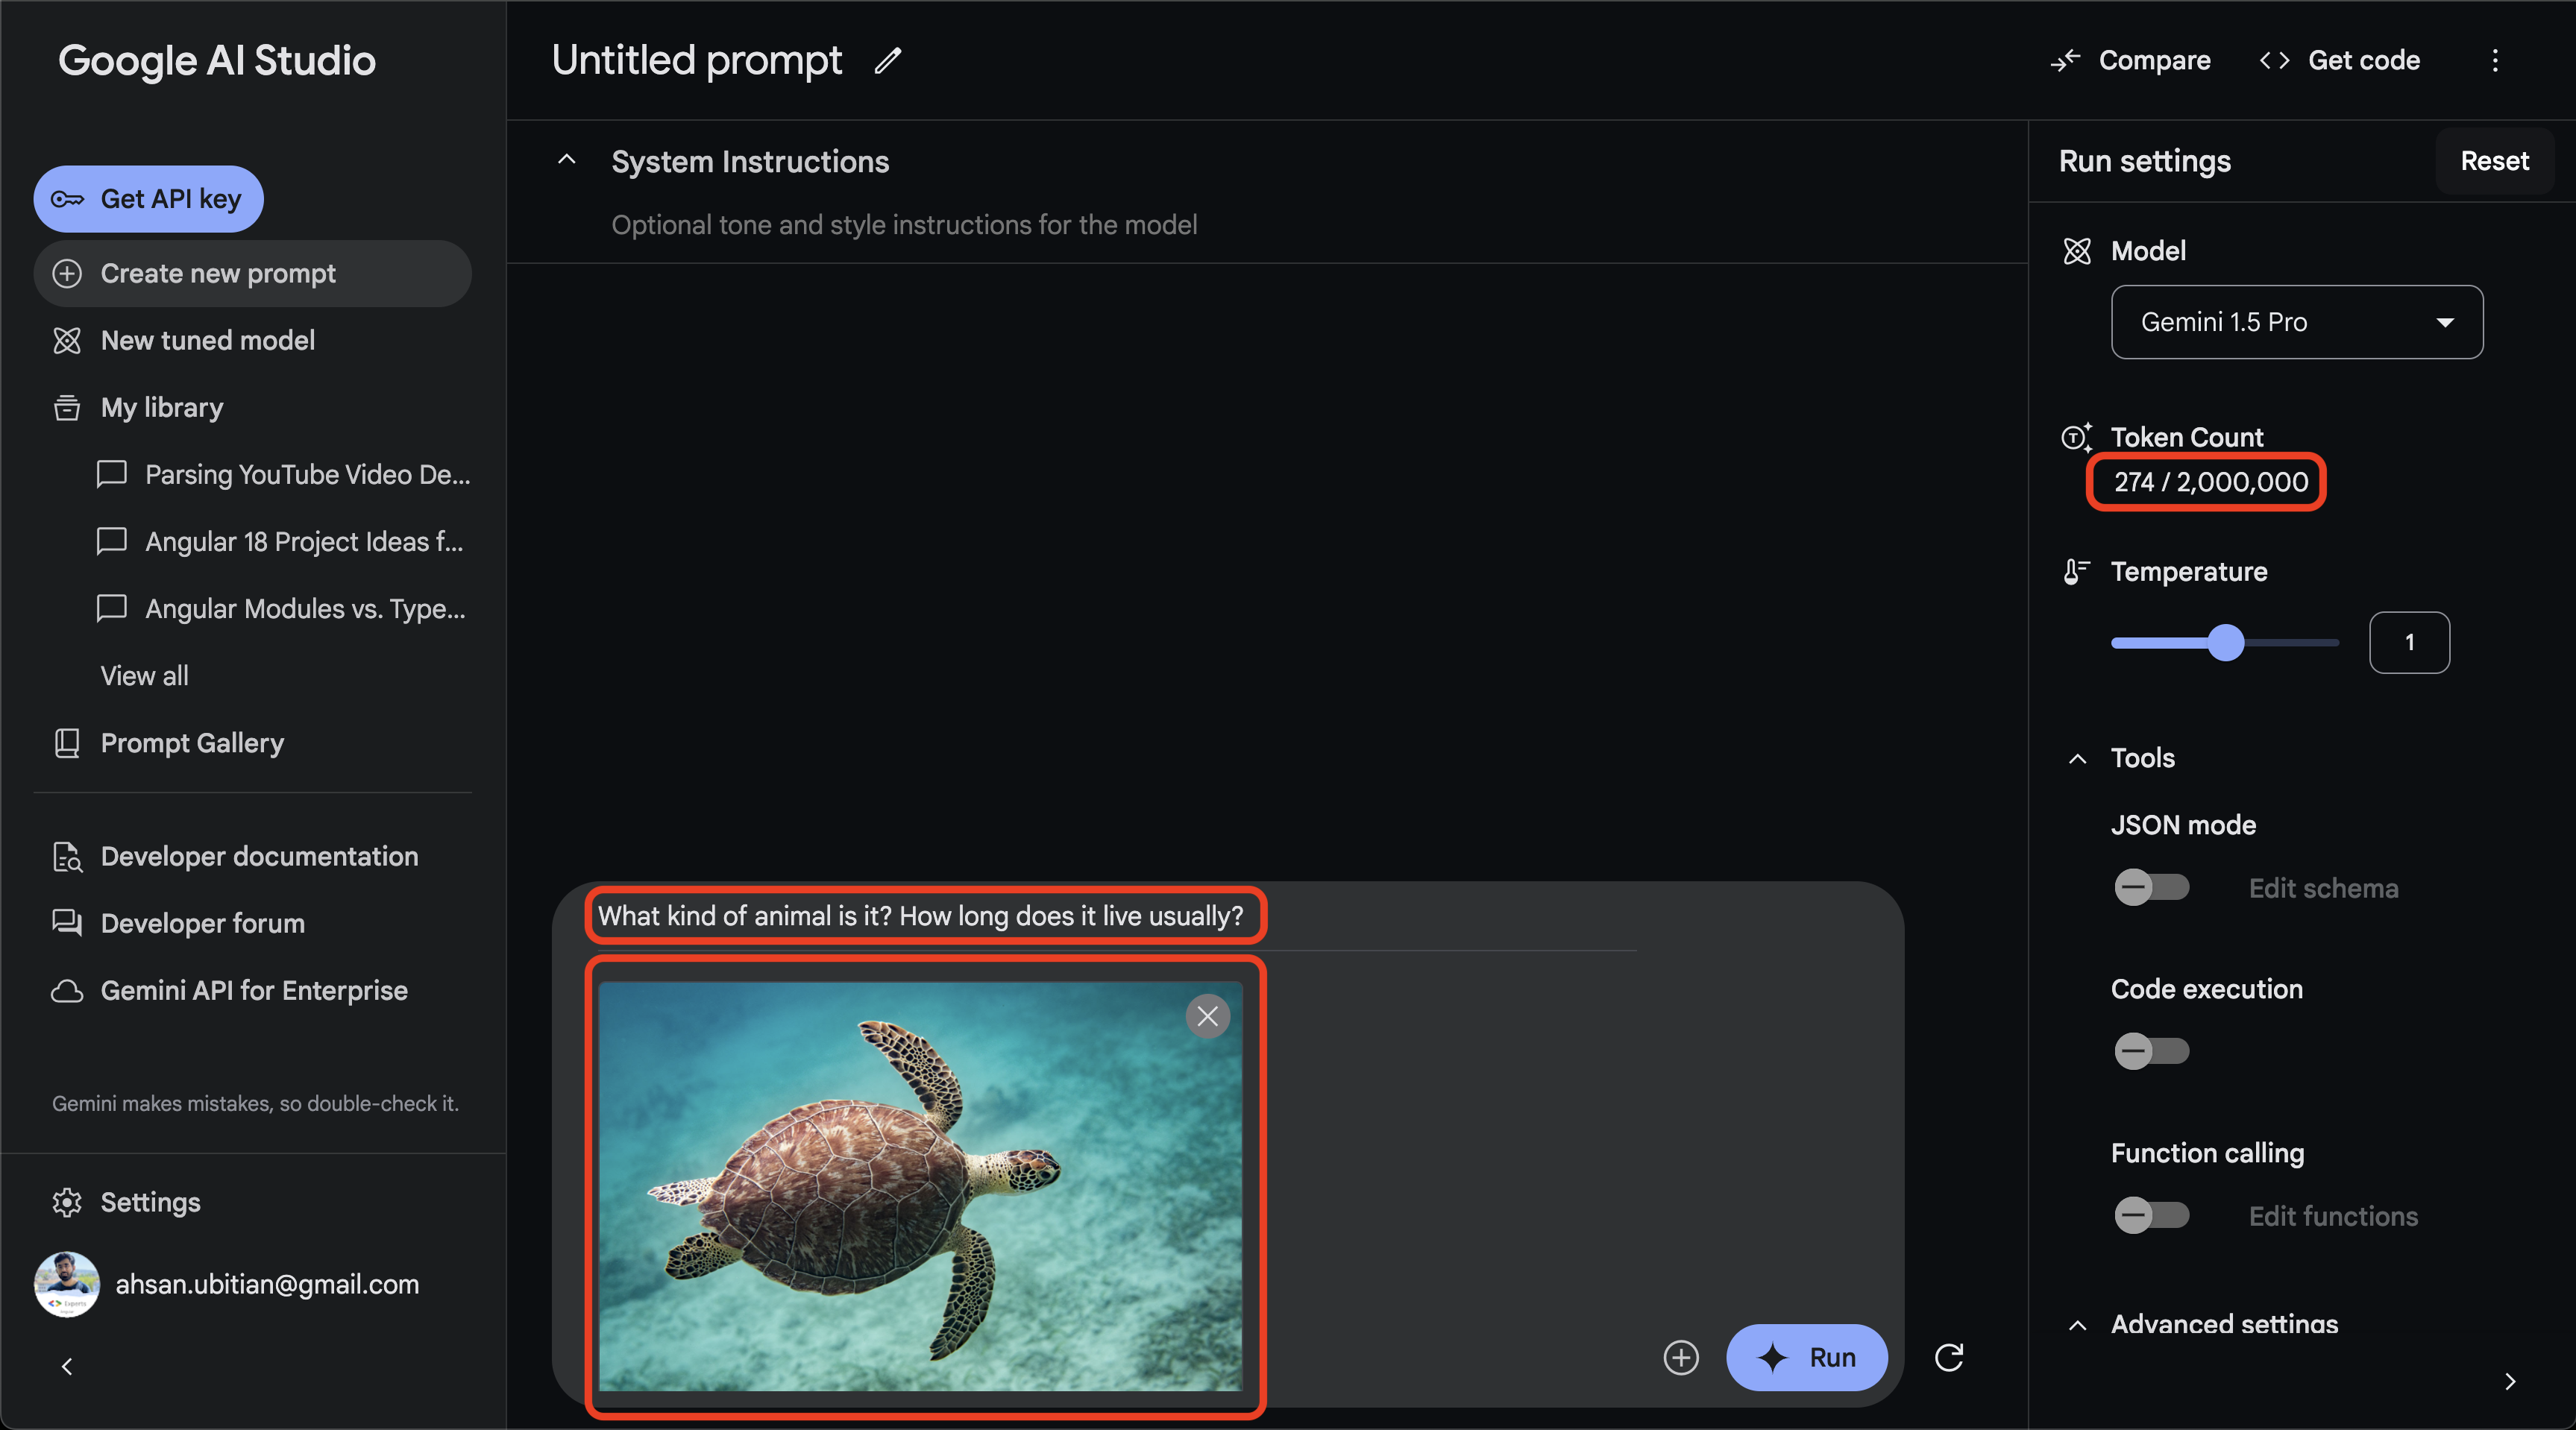 Google AI Studio
Get API key
Create new prompt
New tuned model
My library
Parsing YouTube Video De...
Angular 18 Project Ideas f...
Angular Modules vs. Type...
View all
Prompt Gallery
Developer documentation
Developer forum
Gemini API for Enterprise
Gemini makes mistakes, so double-check it.
Settings
ahsan.ubitian@gmail.com
Untitled prompt
Compare
Get code
System Instructions
Optional tone and style instructions for the model
What kind of animal is it? How long does it live usually?
Run
Run settings
Reset
Model
Gemini 1.5 Pro
Token Count
274 / 2,000,000
Temperature
1
Tools
JSON mode
Edit schema
Code execution
Function calling
Edit functions
Advanced settings